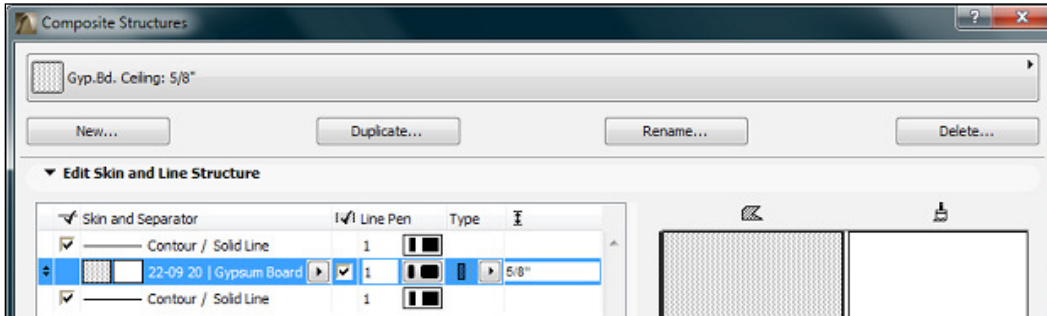 Composite Structures
Gyp.Bd. Ceiling: 5/8"
New... Duplicate... Rename... Delete...
Edit Skin and Line Structure
Skin and Separator Line Pen Type
Contour / Solid Line 1
22-09 20 | Gypsum Board 1 5/8"
Contour / Solid Line 1